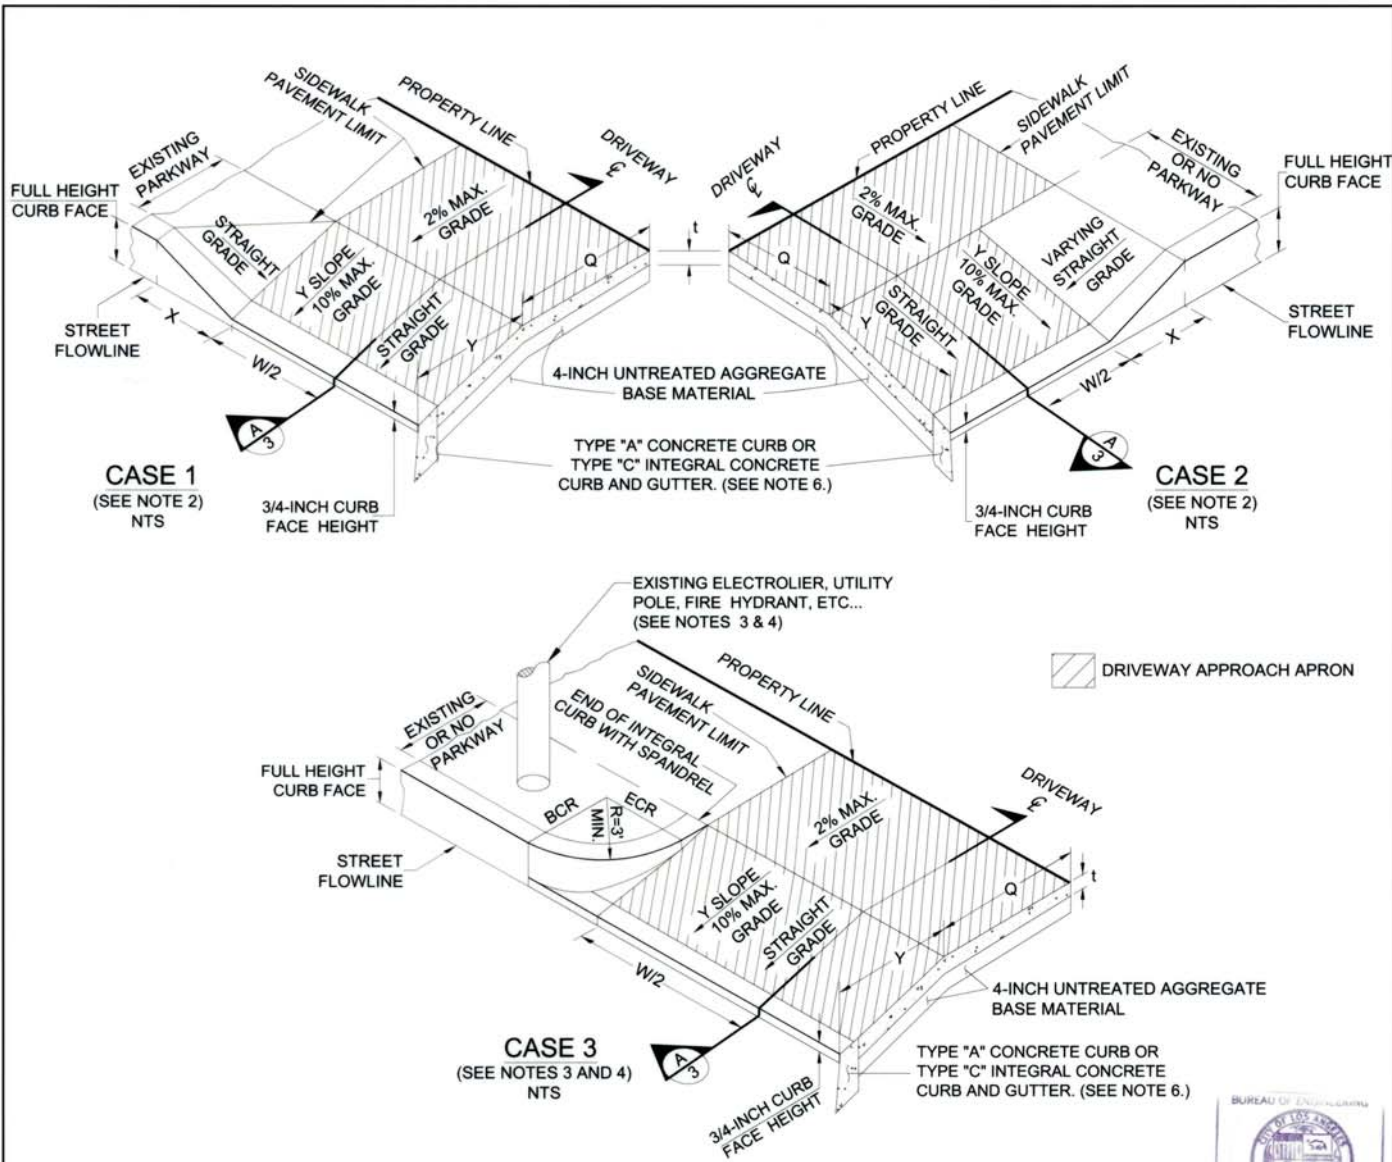 SIDEWALK
PAVEMENT LIMIT
PROPERTY LINE
DRIVEWAY
℄
EXISTING
PARKWAY
FULL HEIGHT
CURB FACE
STRAIGHT
GRADE
2% MAX.
GRADE
Y SLOPE
10% MAX.
GRADE
STRAIGHT
GRADE
Q
Y
t
X
W/2
STREET
FLOWLINE
A
3
CASE 1
(SEE NOTE 2)
NTS
3/4-INCH CURB
FACE HEIGHT
4-INCH UNTREATED AGGREGATE
BASE MATERIAL
TYPE "A" CONCRETE CURB OR
TYPE "C" INTEGRAL CONCRETE
CURB AND GUTTER. (SEE NOTE 6.)
DRIVEWAY
℄
PROPERTY LINE
SIDEWALK
PAVEMENT LIMIT
EXISTING
OR NO
PARKWAY
FULL HEIGHT
CURB FACE
2% MAX.
GRADE
Y SLOPE
10% MAX.
GRADE
VARYING
STRAIGHT
GRADE
STRAIGHT
GRADE
Q
Y
X
W/2
STREET
FLOWLINE
A
3
CASE 2
(SEE NOTE 2)
NTS
3/4-INCH CURB
FACE HEIGHT
EXISTING ELECTROLIER, UTILITY
POLE, FIRE HYDRANT, ETC...
(SEE NOTES 3 & 4)
DRIVEWAY APPROACH APRON
PROPERTY LINE
SIDEWALK
PAVEMENT LIMIT
END OF INTEGRAL
CURB WITH SPANDREL
EXISTING
OR NO
PARKWAY
FULL HEIGHT
CURB FACE
BCR
ECR
R=3'
MIN.
DRIVEWAY
℄
2% MAX.
GRADE
Y SLOPE
10% MAX.
GRADE
STRAIGHT
GRADE
Q
Y
t
STREET
FLOWLINE
W/2
4-INCH UNTREATED AGGREGATE
BASE MATERIAL
CASE 3
(SEE NOTES 3 AND 4)
NTS
A
3
3/4-INCH CURB
FACE HEIGHT
TYPE "A" CONCRETE CURB OR
TYPE "C" INTEGRAL CONCRETE
CURB AND GUTTER. (SEE NOTE 6.)
BUREAU OF ENGINEERING
CITY OF LOS ANGELES